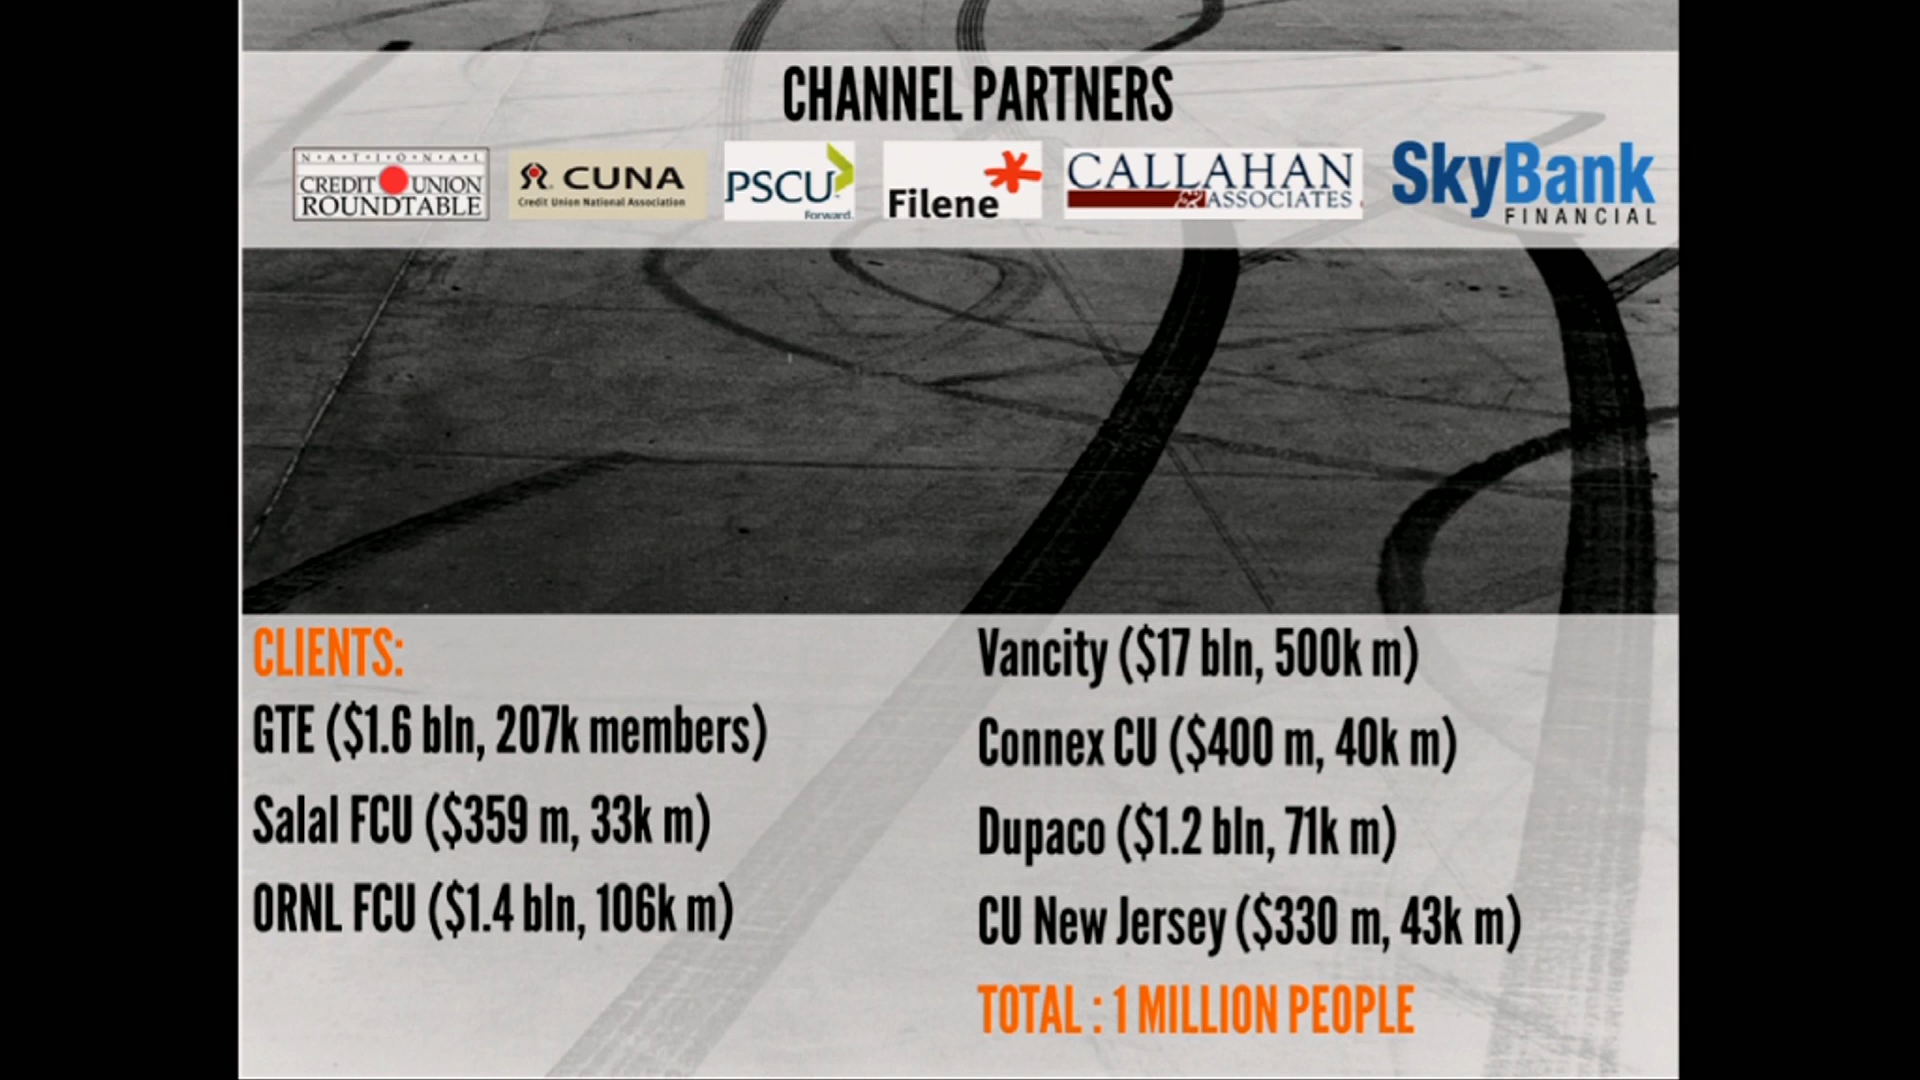 CHANNEL PARTNERS
N·A·T·I·O·N·A·L
CREDIT UNION
ROUNDTABLE
CUNA
Credit Union National Association
PSCU
Forward.
Filene
CALLAHAN
& ASSOCIATES
SkyBank
FINANCIAL
CLIENTS:
GTE ($1.6 bln, 207k members)
Salal FCU ($359 m, 33k m)
ORNL FCU ($1.4 bln, 106k m)
Vancity ($17 bln, 500k m)
Connex CU ($400 m, 40k m)
Dupaco ($1.2 bln, 71k m)
CU New Jersey ($330 m, 43k m)
TOTAL : 1 MILLION PEOPLE